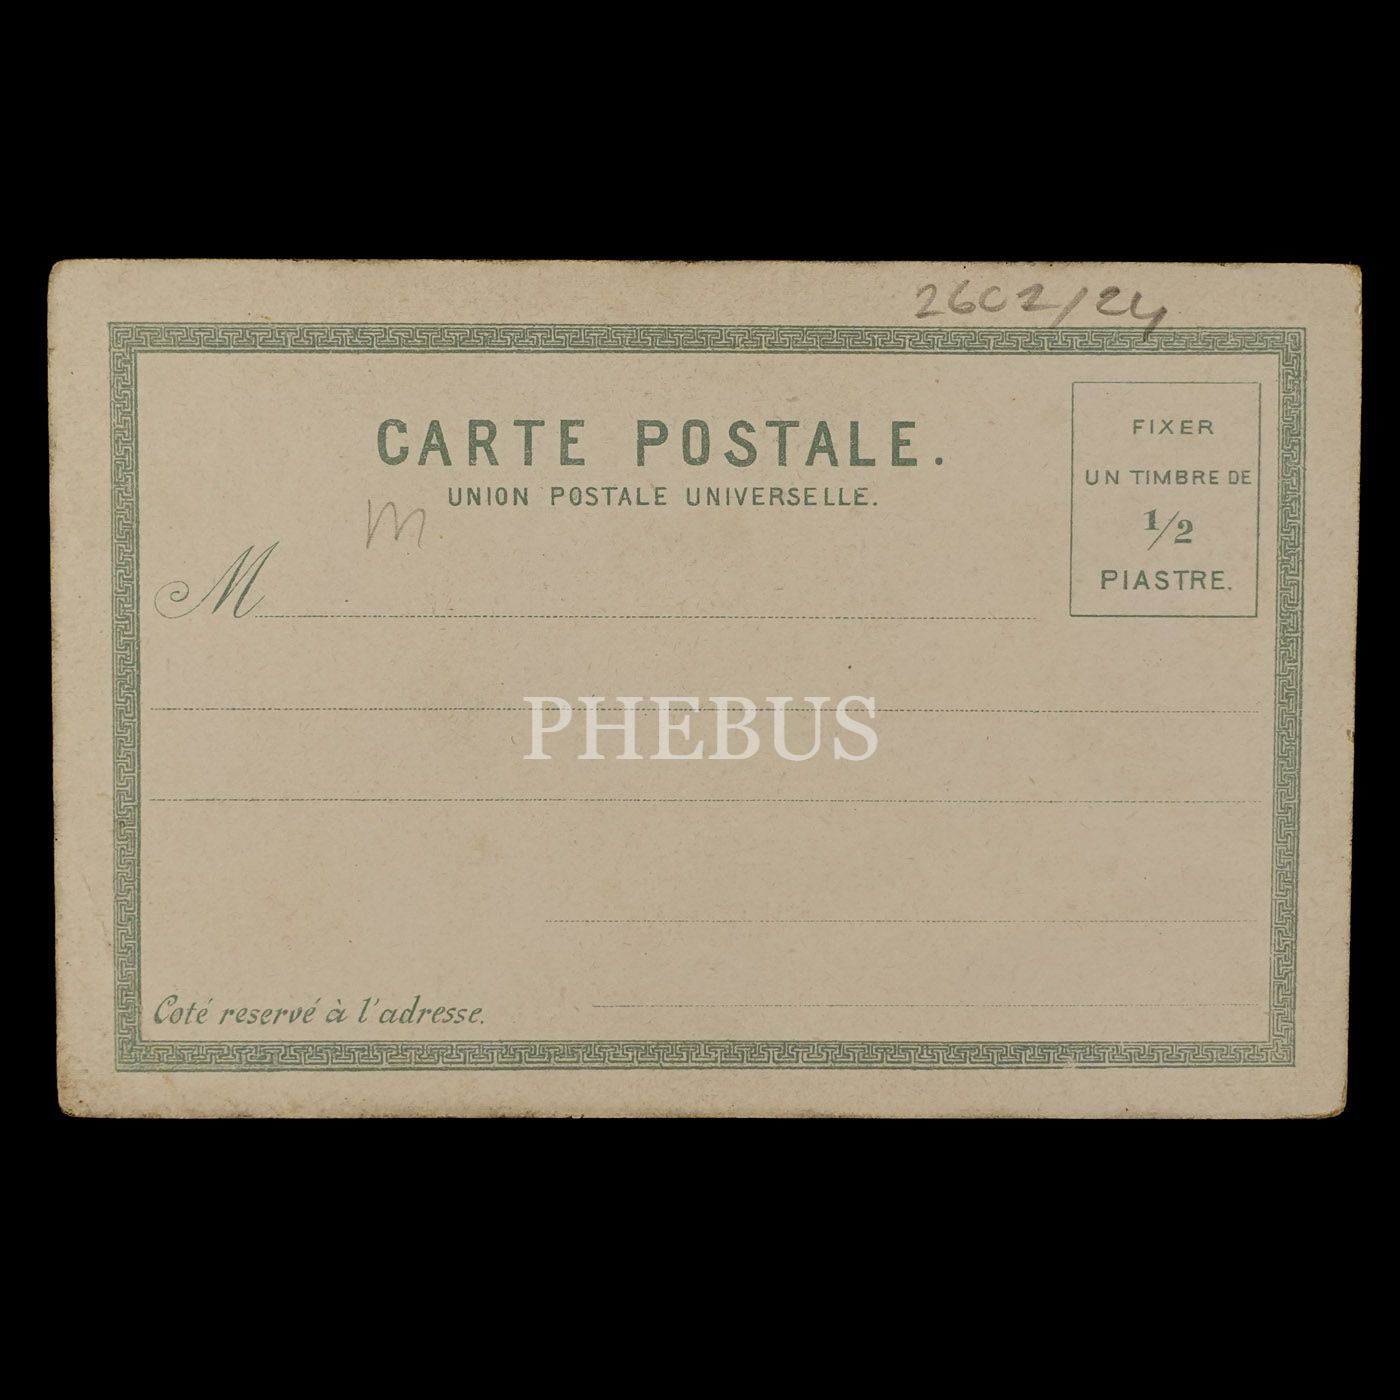 2602/24
CARTE POSTALE.
UNION POSTALE UNIVERSELLE.
FIXER
UN TIMBRE DE
1/2
PIASTRE.
m
M
PHEBUS
Coté reservé à l'adresse.